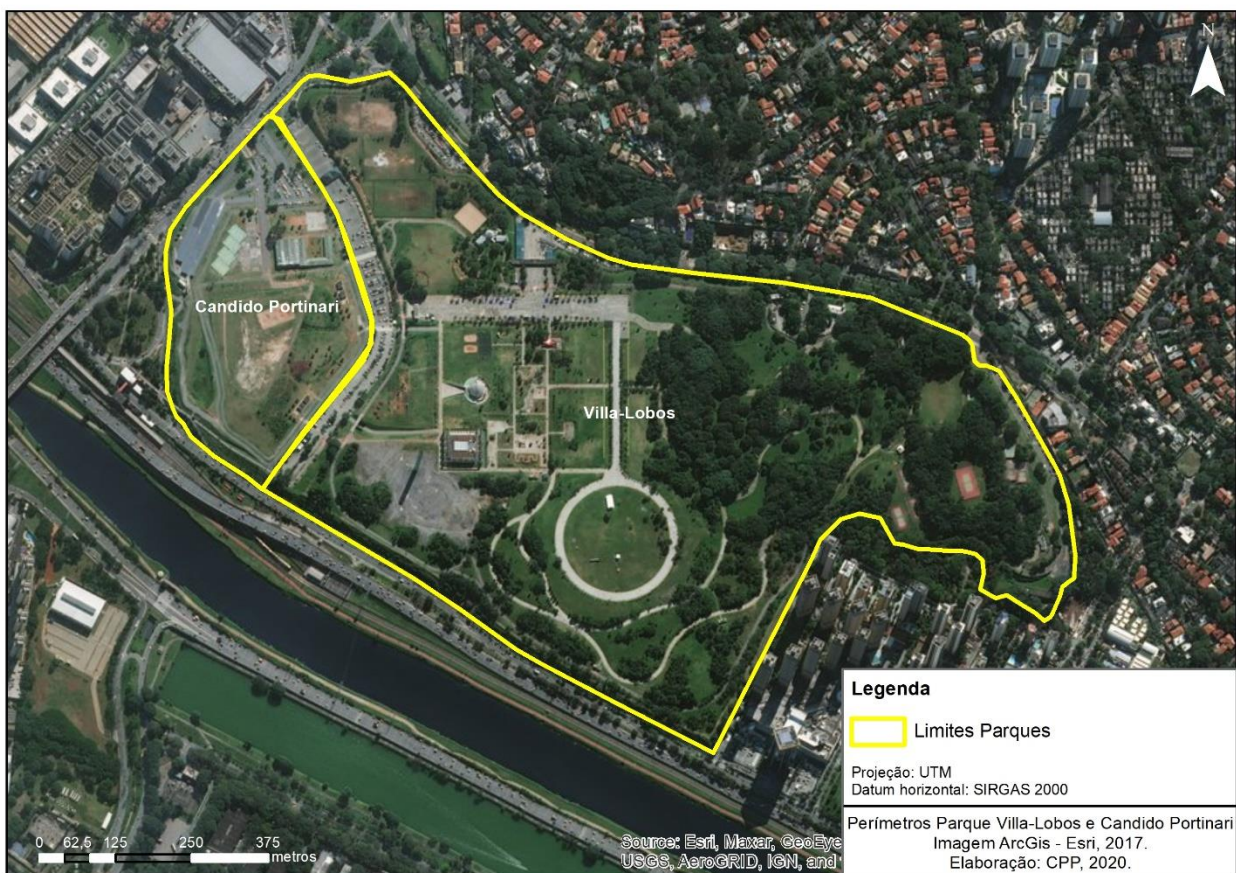 N
Candido Portinari
Villa-Lobos
Legenda
Limites Parques
Projeção: UTM
Datum horizontal: SIRGAS 2000
Perímetros Parque Villa-Lobos e Candido Portinari
Imagem ArcGis - Esri, 2017.
Elaboração: CPP, 2020.
0 62,5 125 250 375
metros
Source: Esri, Maxar, GeoEye
USGS, AeroGRID, IGN, and